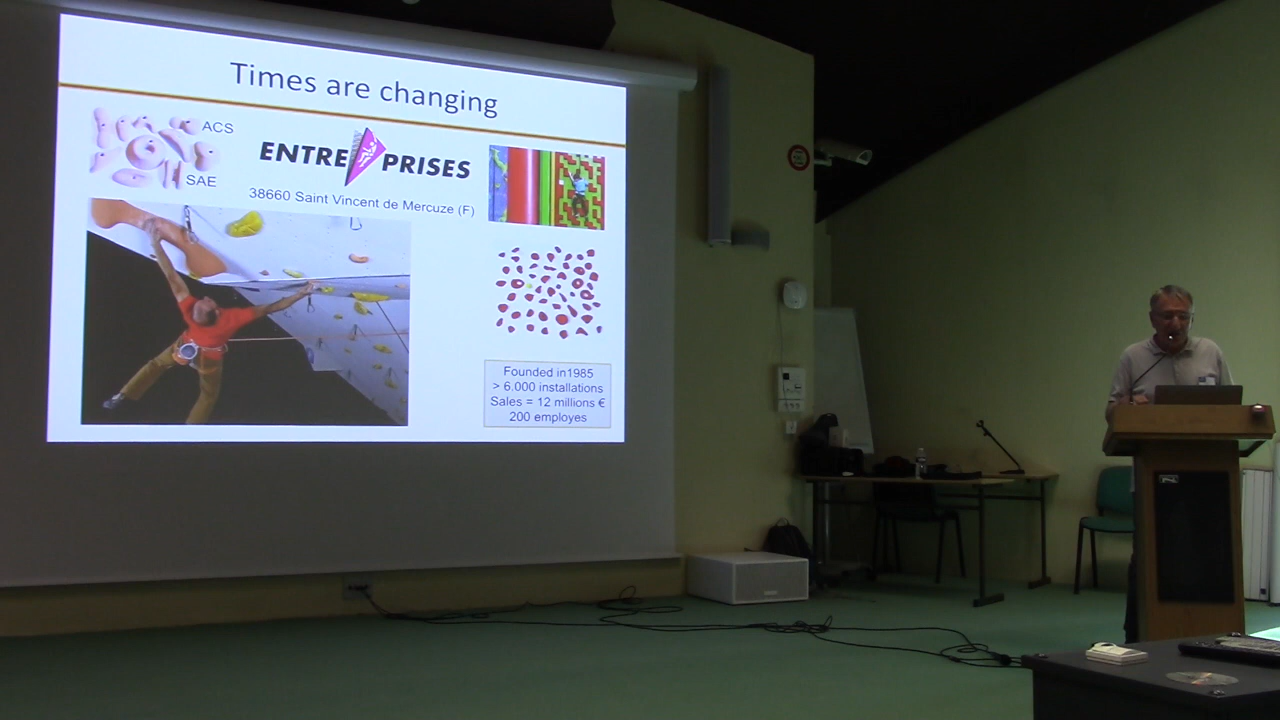 Times are changing
ACS
SAE
ENTRE PRISES
38660 Saint Vincent de Mercuze (F)
Founded in1985
> 6.000 installations
Sales = 12 millions €
200 employes